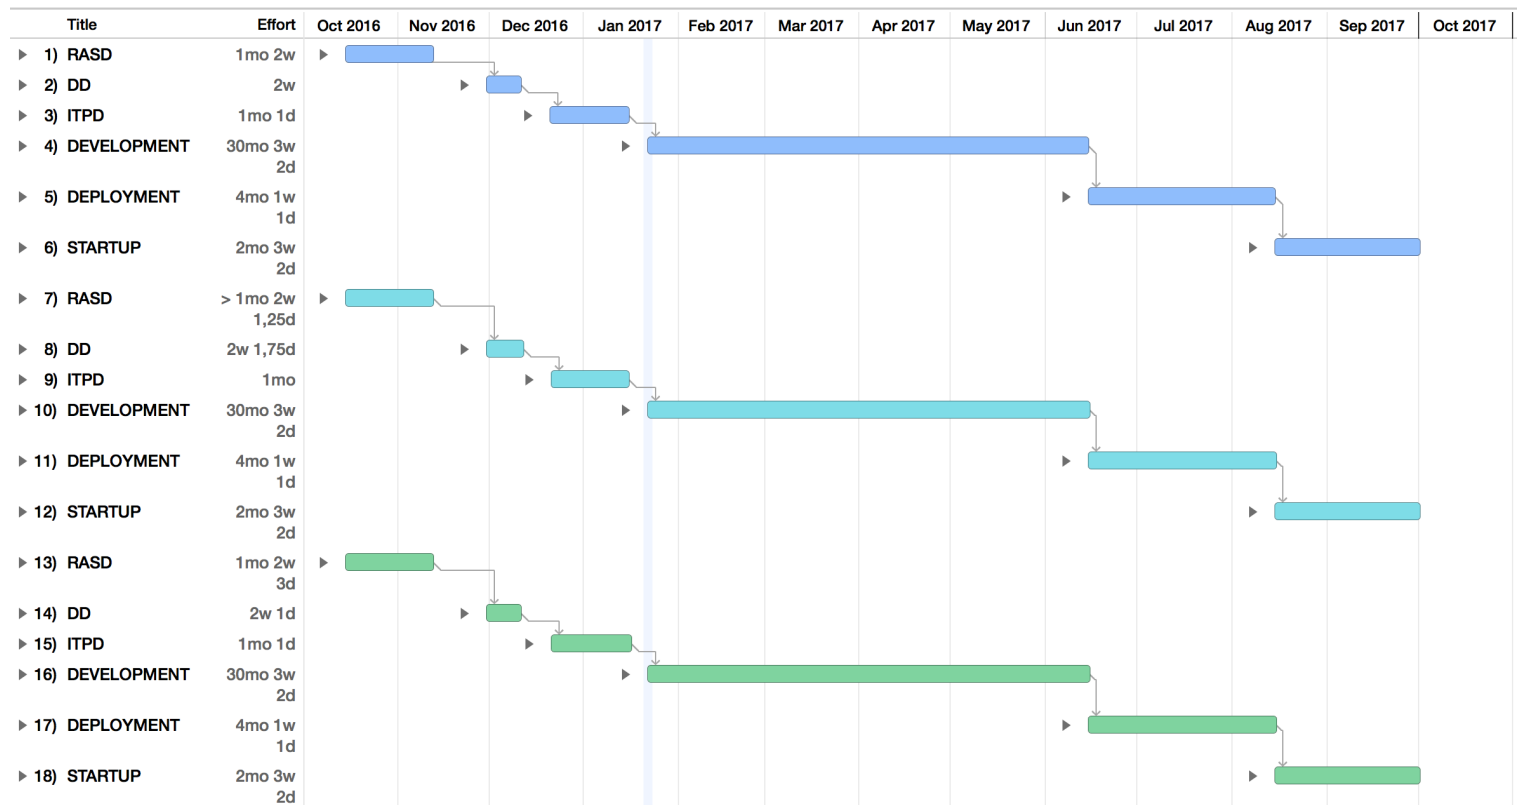 Title Effort Oct 2016 Nov 2016 Dec 2016 Jan 2017 Feb 2017 Mar 2017 Apr 2017 May 2017 Jun 2017 Jul 2017 Aug 2017 Sep 2017 Oct 2017
1) RASD 1mo 2w
2) DD 2w
3) ITPD 1mo 1d
4) DEVELOPMENT 30mo 3w
2d
5) DEPLOYMENT 4mo 1w
1d
6) STARTUP 2mo 3w
2d
7) RASD > 1mo 2w
1,25d
8) DD 2w 1,75d
9) ITPD 1mo
10) DEVELOPMENT 30mo 3w
2d
11) DEPLOYMENT 4mo 1w
1d
12) STARTUP 2mo 3w
2d
13) RASD 1mo 2w
3d
14) DD 2w 1d
15) ITPD 1mo 1d
16) DEVELOPMENT 30mo 3w
2d
17) DEPLOYMENT 4mo 1w
1d
18) STARTUP 2mo 3w
2d